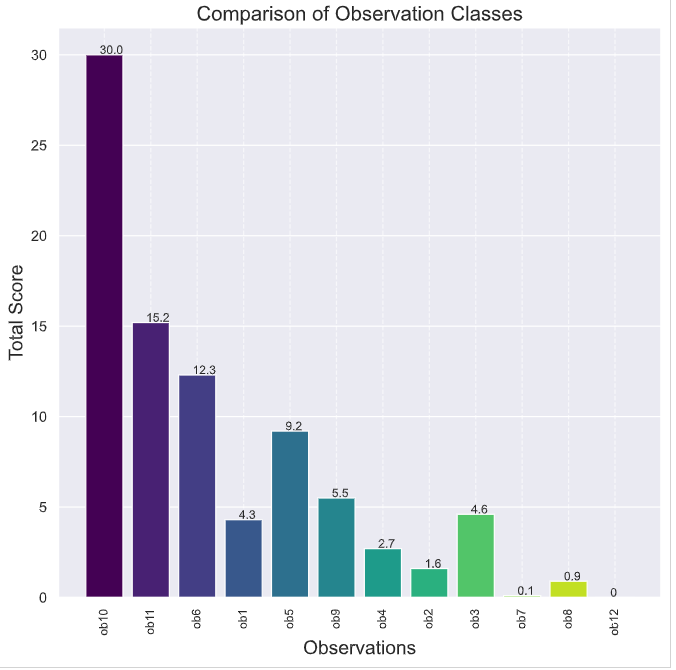 Comparison of Observation Classes
30
25
20
15
10
5
0
Total Score
30.0
15.2
12.3
4.3
9.2
5.5
2.7
1.6
4.6
0.1
0.9
0
ob10
ob11
ob6
ob1
ob5
ob9
ob4
ob2
ob3
ob7
ob8
ob12
Observations